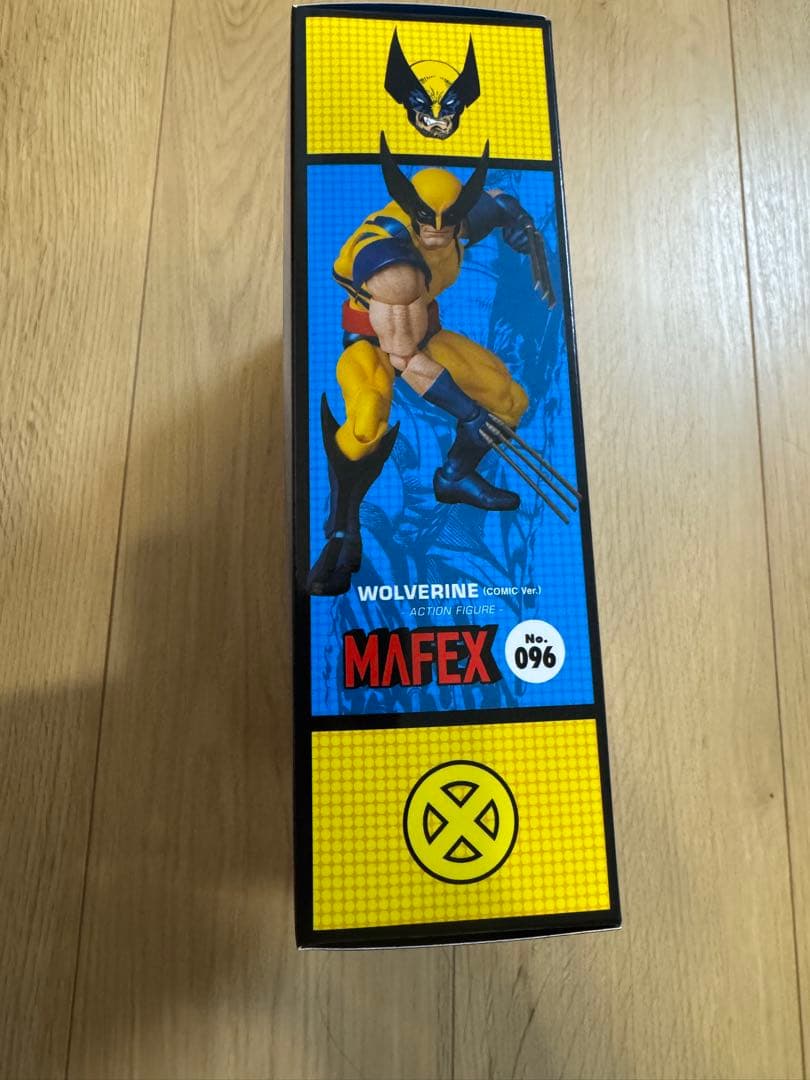 WOLVERINE (COMIC Ver.)
- ACTION FIGURE -
MAFEX
No.
096